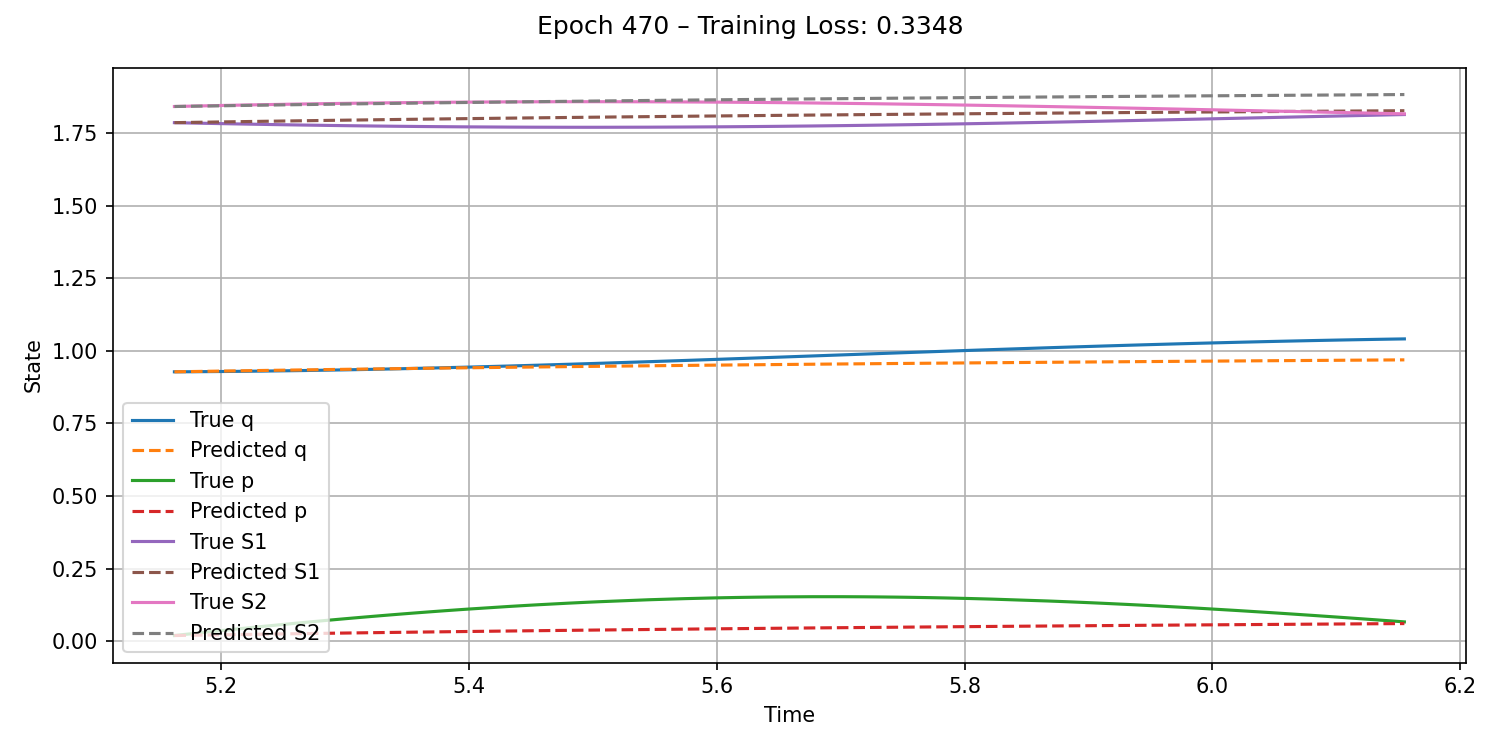 Epoch 470 – Training Loss: 0.3348
1.75
1.50
1.25
1.00
0.75
0.50
0.25
0.00
State
True q
Predicted q
True p
Predicted p
True S1
Predicted S1
True S2
Predicted S2
5.2 5.4 5.6 5.8 6.0 6.2
Time